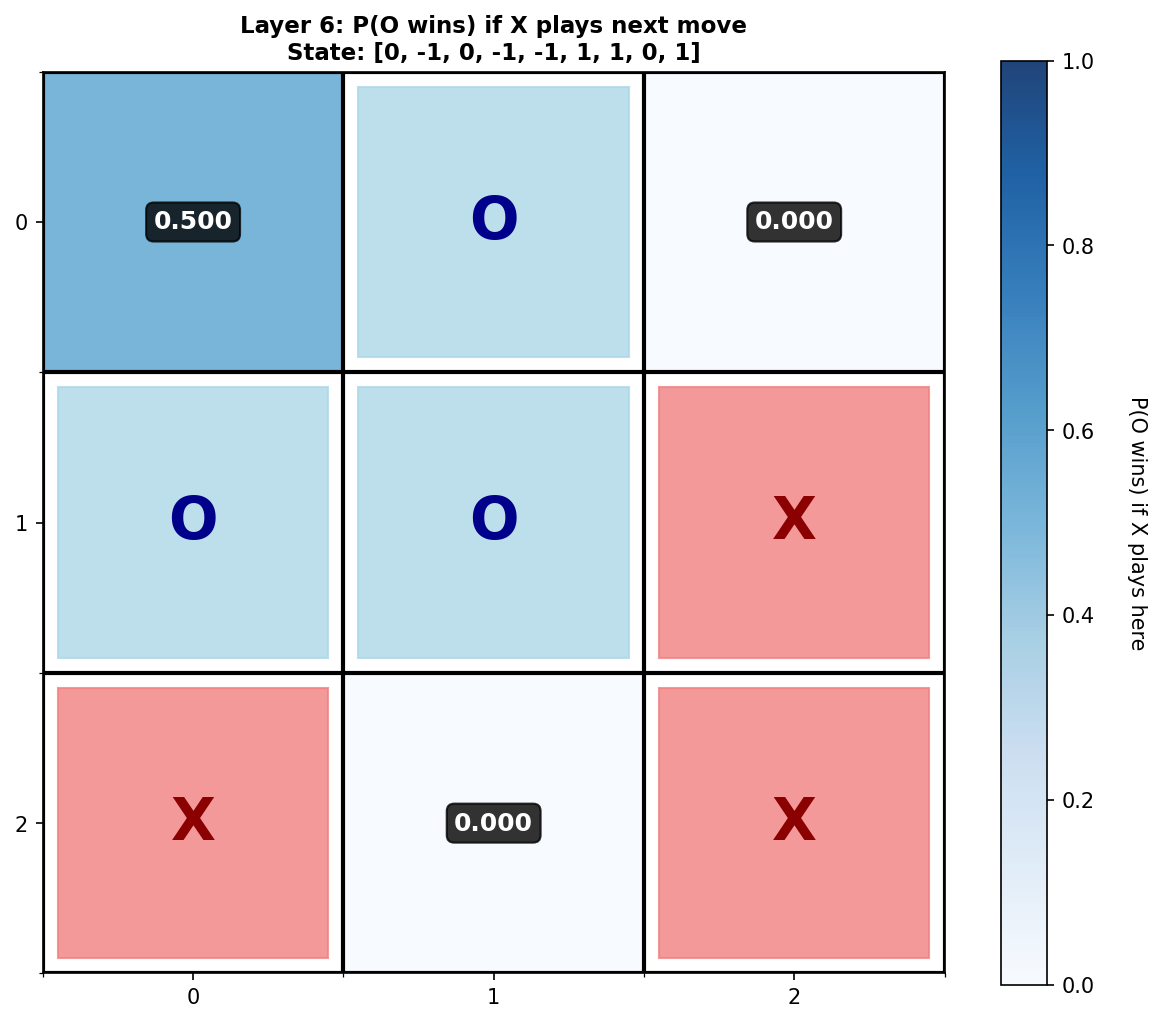 Layer 6: P(O wins) if X plays next move
State: [0, -1, 0, -1, -1, 1, 1, 0, 1]
0.500
O
0.000
O
O
X
X
0.000
X
0
1
2
0
1
2
1.0
0.8
0.6
0.4
0.2
0.0
P(O wins) if X plays here